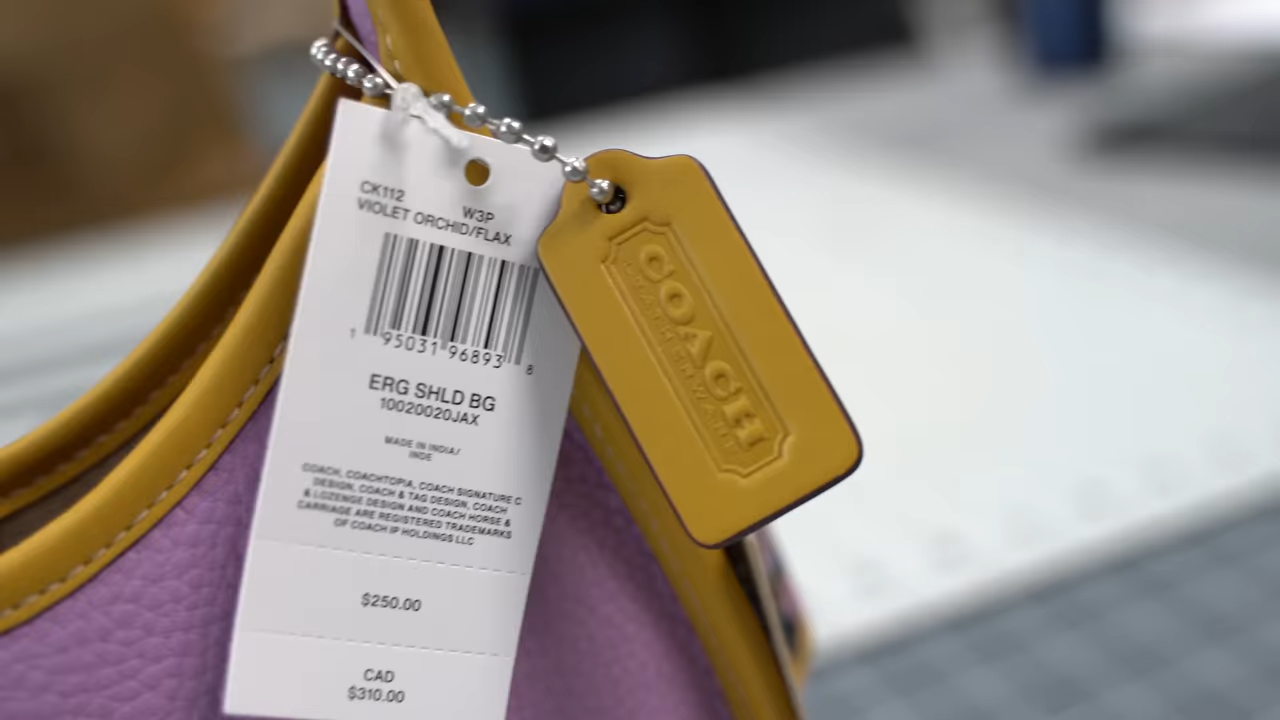 CK112 W3P
VIOLET ORCHID/FLAX
1 95031 96893 8
ERG SHLD BG
10020020JAX
MADE IN INDIA/
INDE
COACH, COACHTOPIA, COACH SIGNATURE C
DESIGN, COACH & TAG DESIGN, COACH
& LOZENGE DESIGN AND COACH HORSE &
CARRIAGE ARE REGISTERED TRADEMARKS
OF COACH IP HOLDINGS LLC
$250.00
CAD
$310.00
COACH